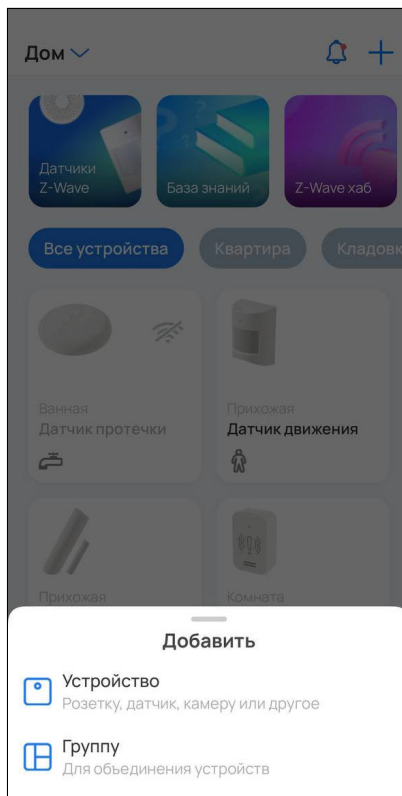 Дом
Датчики
Z-Wave
База знаний
Z-Wave хаб
Все устройства
Квартира
Кладовк
Ванная
Датчик протечки
Прихожая
Датчик движения
Прихожая
Комната
Добавить
Устройство
Розетку, датчик, камеру или другое
Группу
Для объединения устройств